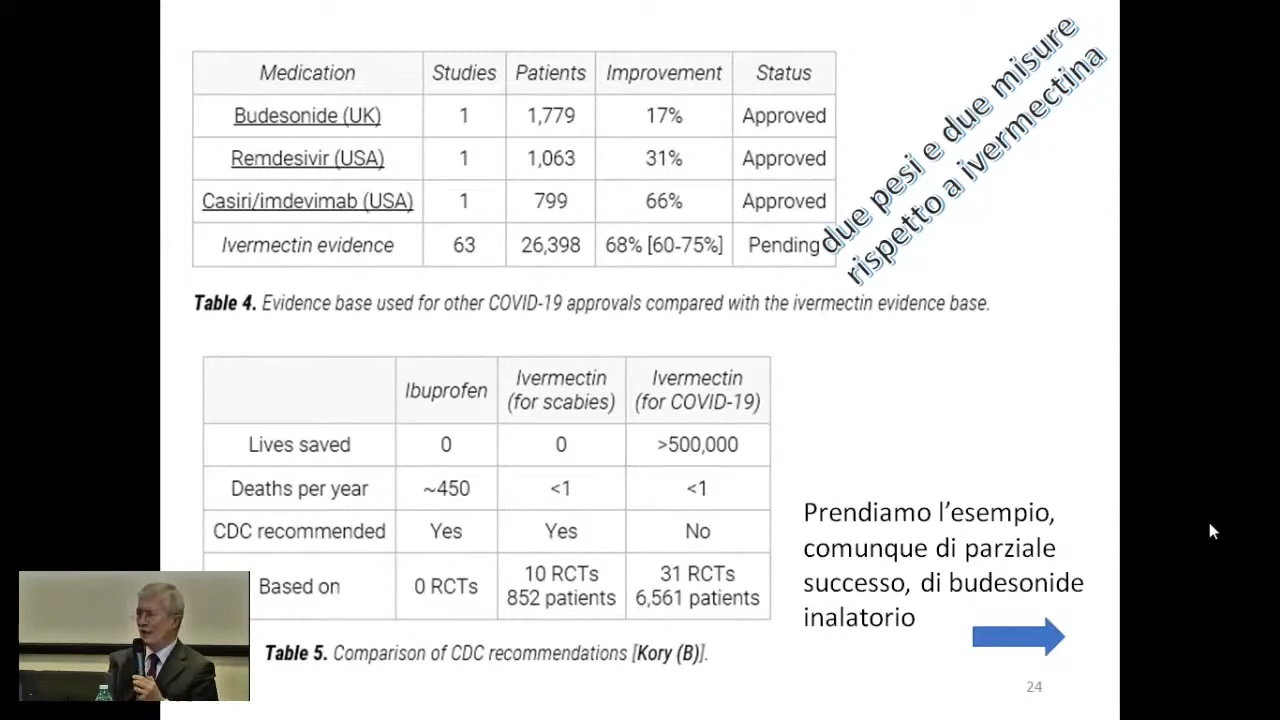 Medication Studies Patients Improvement Status
Budesonide (UK) 1 1,779 17% Approved
Remdesivir (USA) 1 1,063 31% Approved
Casiri/imdevimab (USA) 1 799 66% Approved
Ivermectin evidence 63 26,398 68% [60-75%] Pending
due pesi e due misure
rispetto a ivermectina
Table 4. Evidence base used for other COVID-19 approvals compared with the ivermectin evidence base.
Ibuprofen Ivermectin (for scabies) Ivermectin (for COVID-19)
Lives saved 0 0 >500,000
Deaths per year ~450 <1 <1
CDC recommended Yes Yes No
Based on 0 RCTs 10 RCTs 852 patients 31 RCTs 6,561 patients
Table 5. Comparison of CDC recommendations [Kory (B)].
Prendiamo l'esempio,
comunque di parziale
successo, di budesonide
inalatorio
24